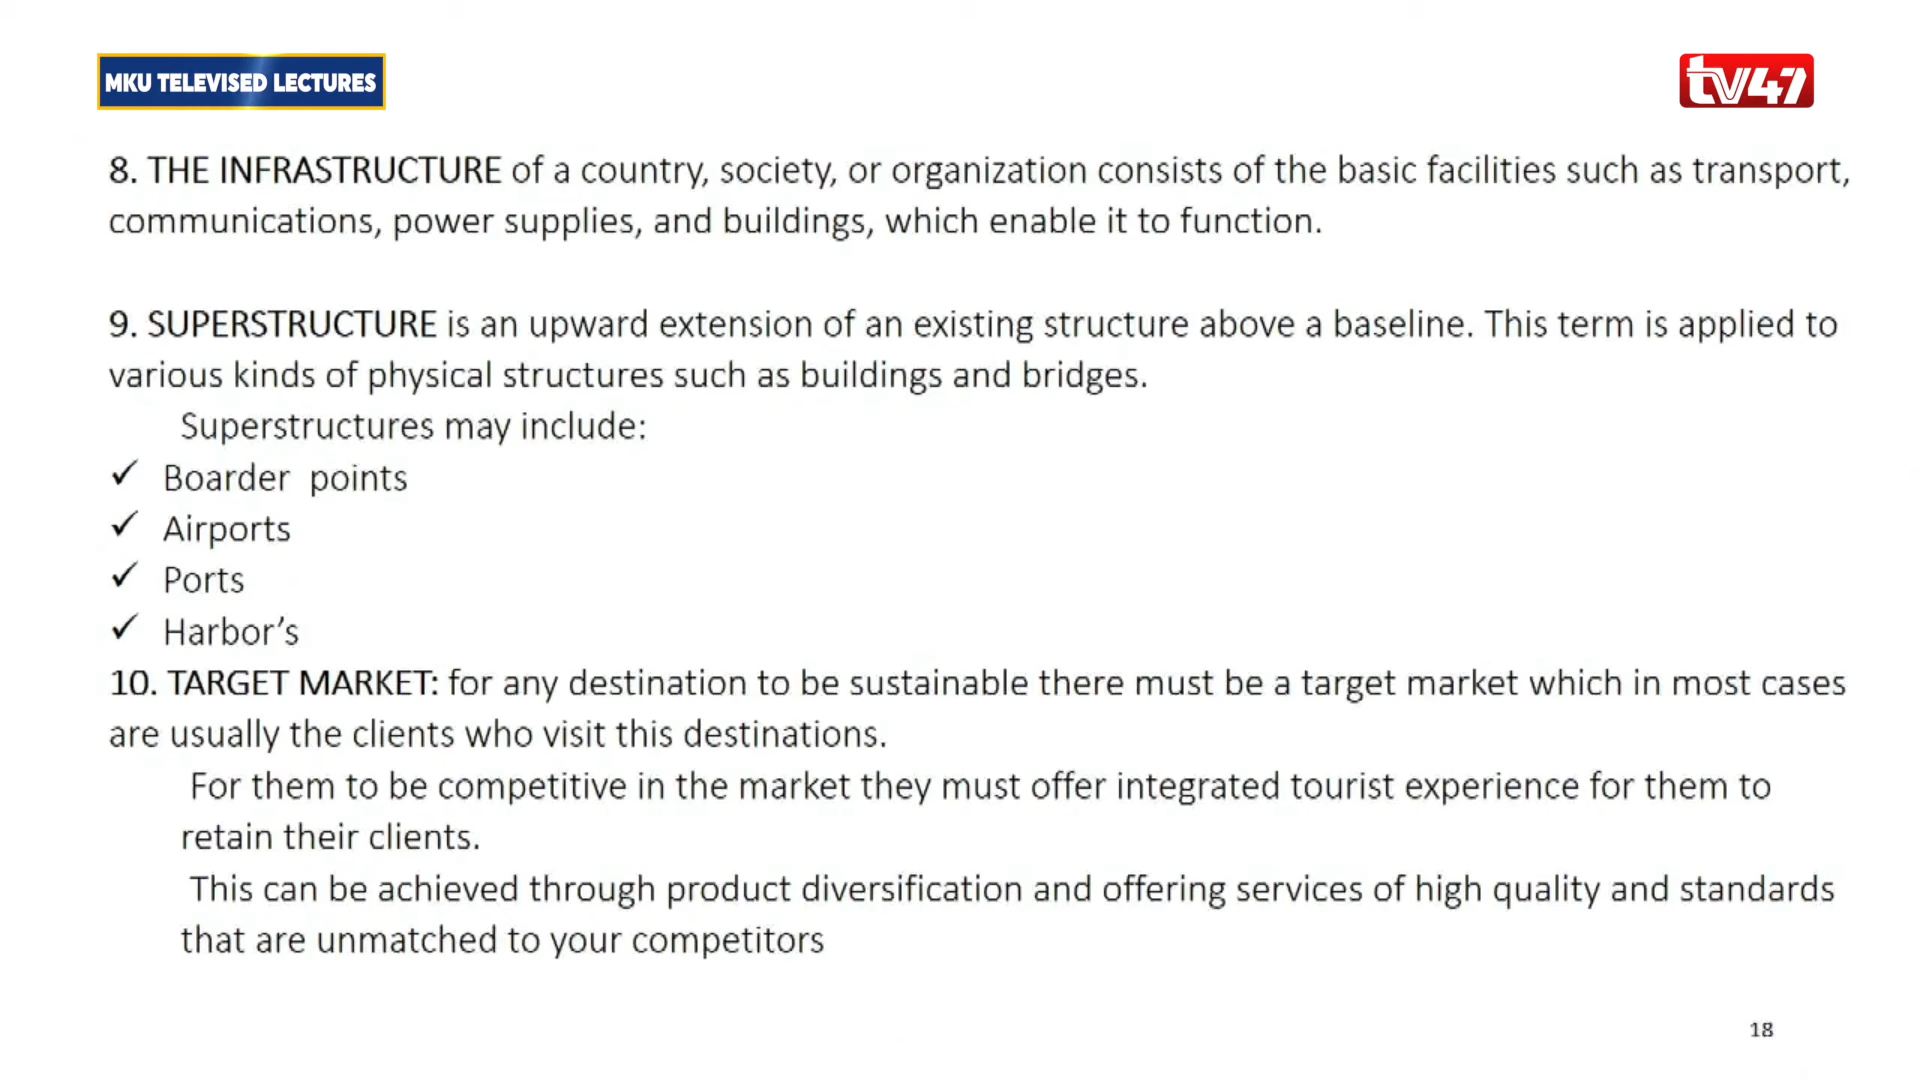 MKU TELEVISED LECTURES
tv47
8. THE INFRASTRUCTURE of a country, society, or organization consists of the basic facilities such as transport,
communications, power supplies, and buildings, which enable it to function.
9. SUPERSTRUCTURE is an upward extension of an existing structure above a baseline. This term is applied to
various kinds of physical structures such as buildings and bridges.
Superstructures may include:
✓ Boarder points
✓ Airports
✓ Ports
✓ Harbor’s
10. TARGET MARKET: for any destination to be sustainable there must be a target market which in most cases
are usually the clients who visit this destinations.
For them to be competitive in the market they must offer integrated tourist experience for them to
retain their clients.
This can be achieved through product diversification and offering services of high quality and standards
that are unmatched to your competitors
18